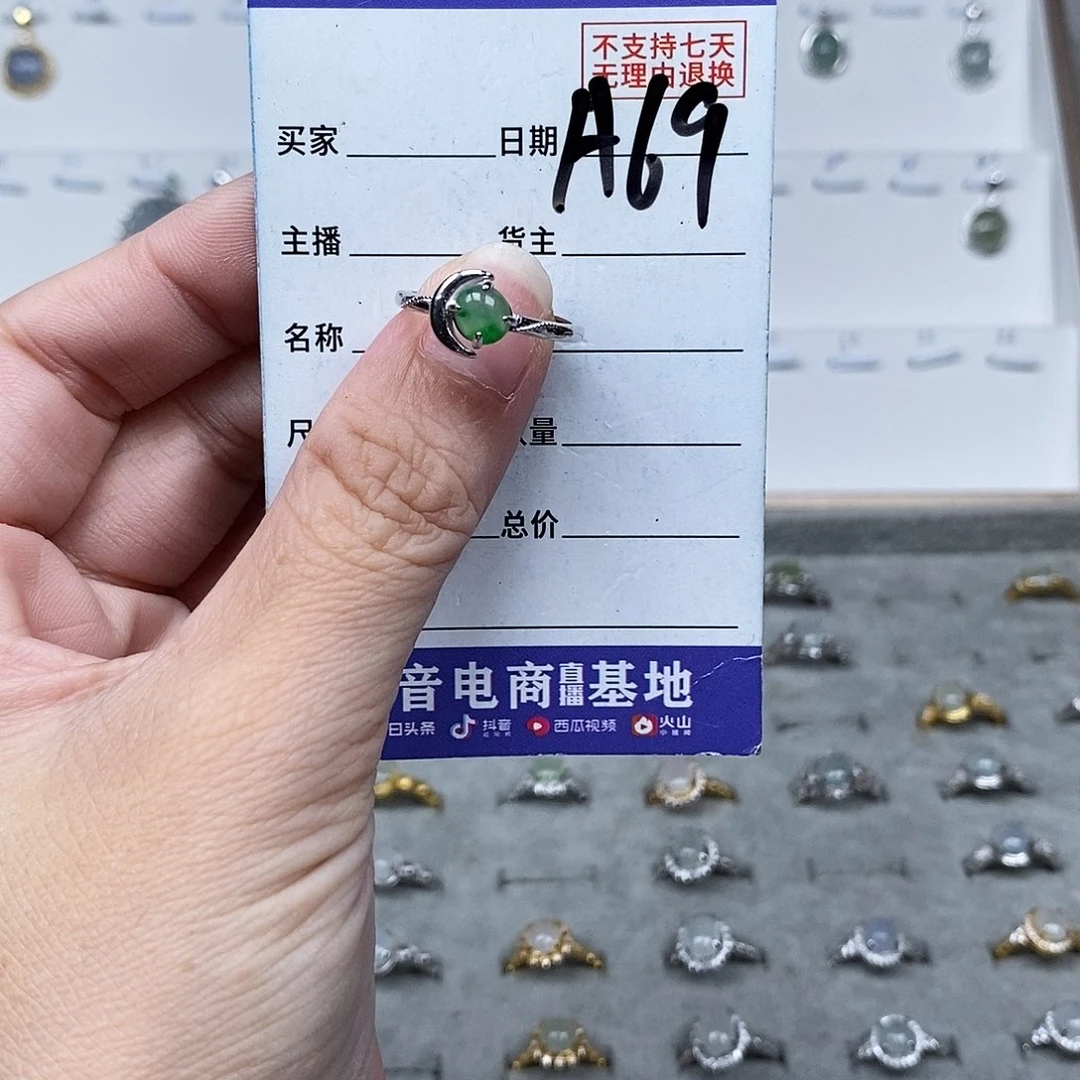 不支持七天
无理由退换
A69
买家 日期
主播 货主
名称
总价
音电商直播基地
日头条 抖音 西瓜视频 火山